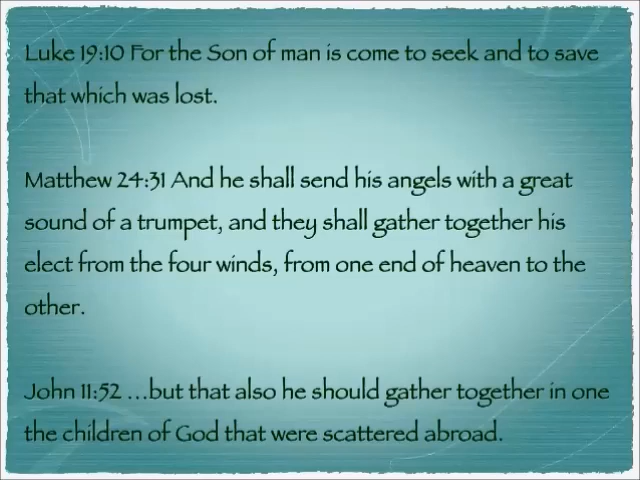 Luke 19:10 For the Son of man is come to seek and to save
that which was lost.
Matthew 24:31 And he shall send his angels with a great
sound of a trumpet, and they shall gather together his
elect from the four winds, from one end of heaven to the
other.
John 11:52 ...but that also he should gather together in one
the children of God that were scattered abroad.